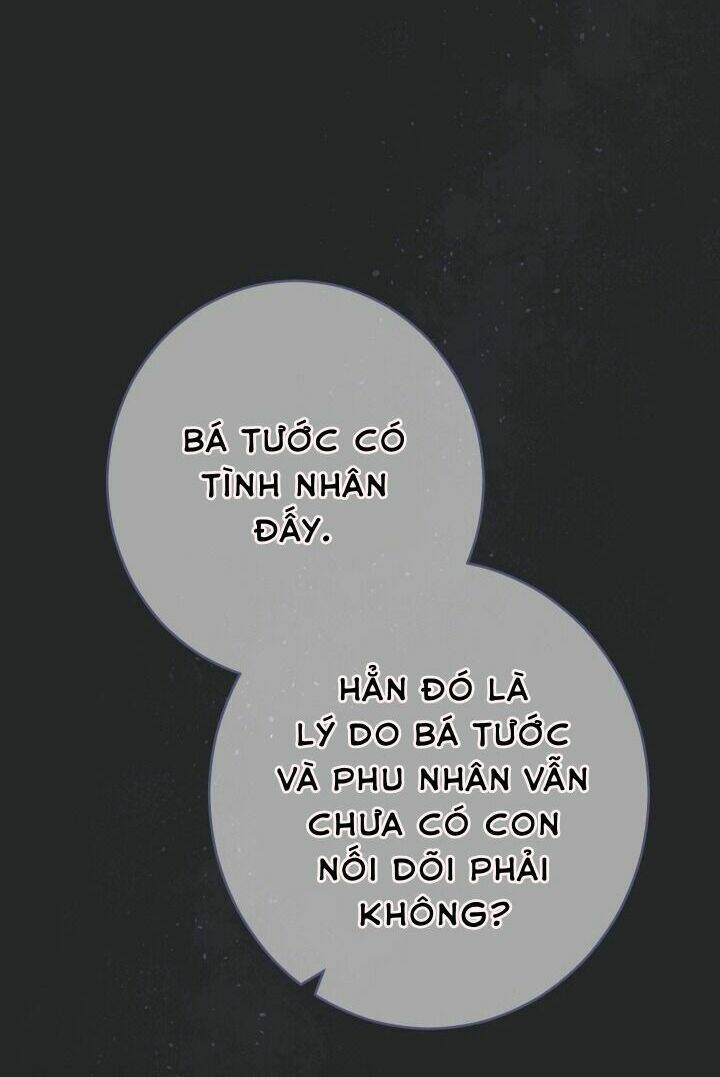 BÁ TƯỚC CÓ
TÌNH NHÂN
ĐẤY.
HẲN ĐÓ LÀ
LÝ DO BÁ TƯỚC
VÀ PHU NHÂN VẪN
CHƯA CÓ CON
NỐI DÕI PHẢI
KHÔNG?